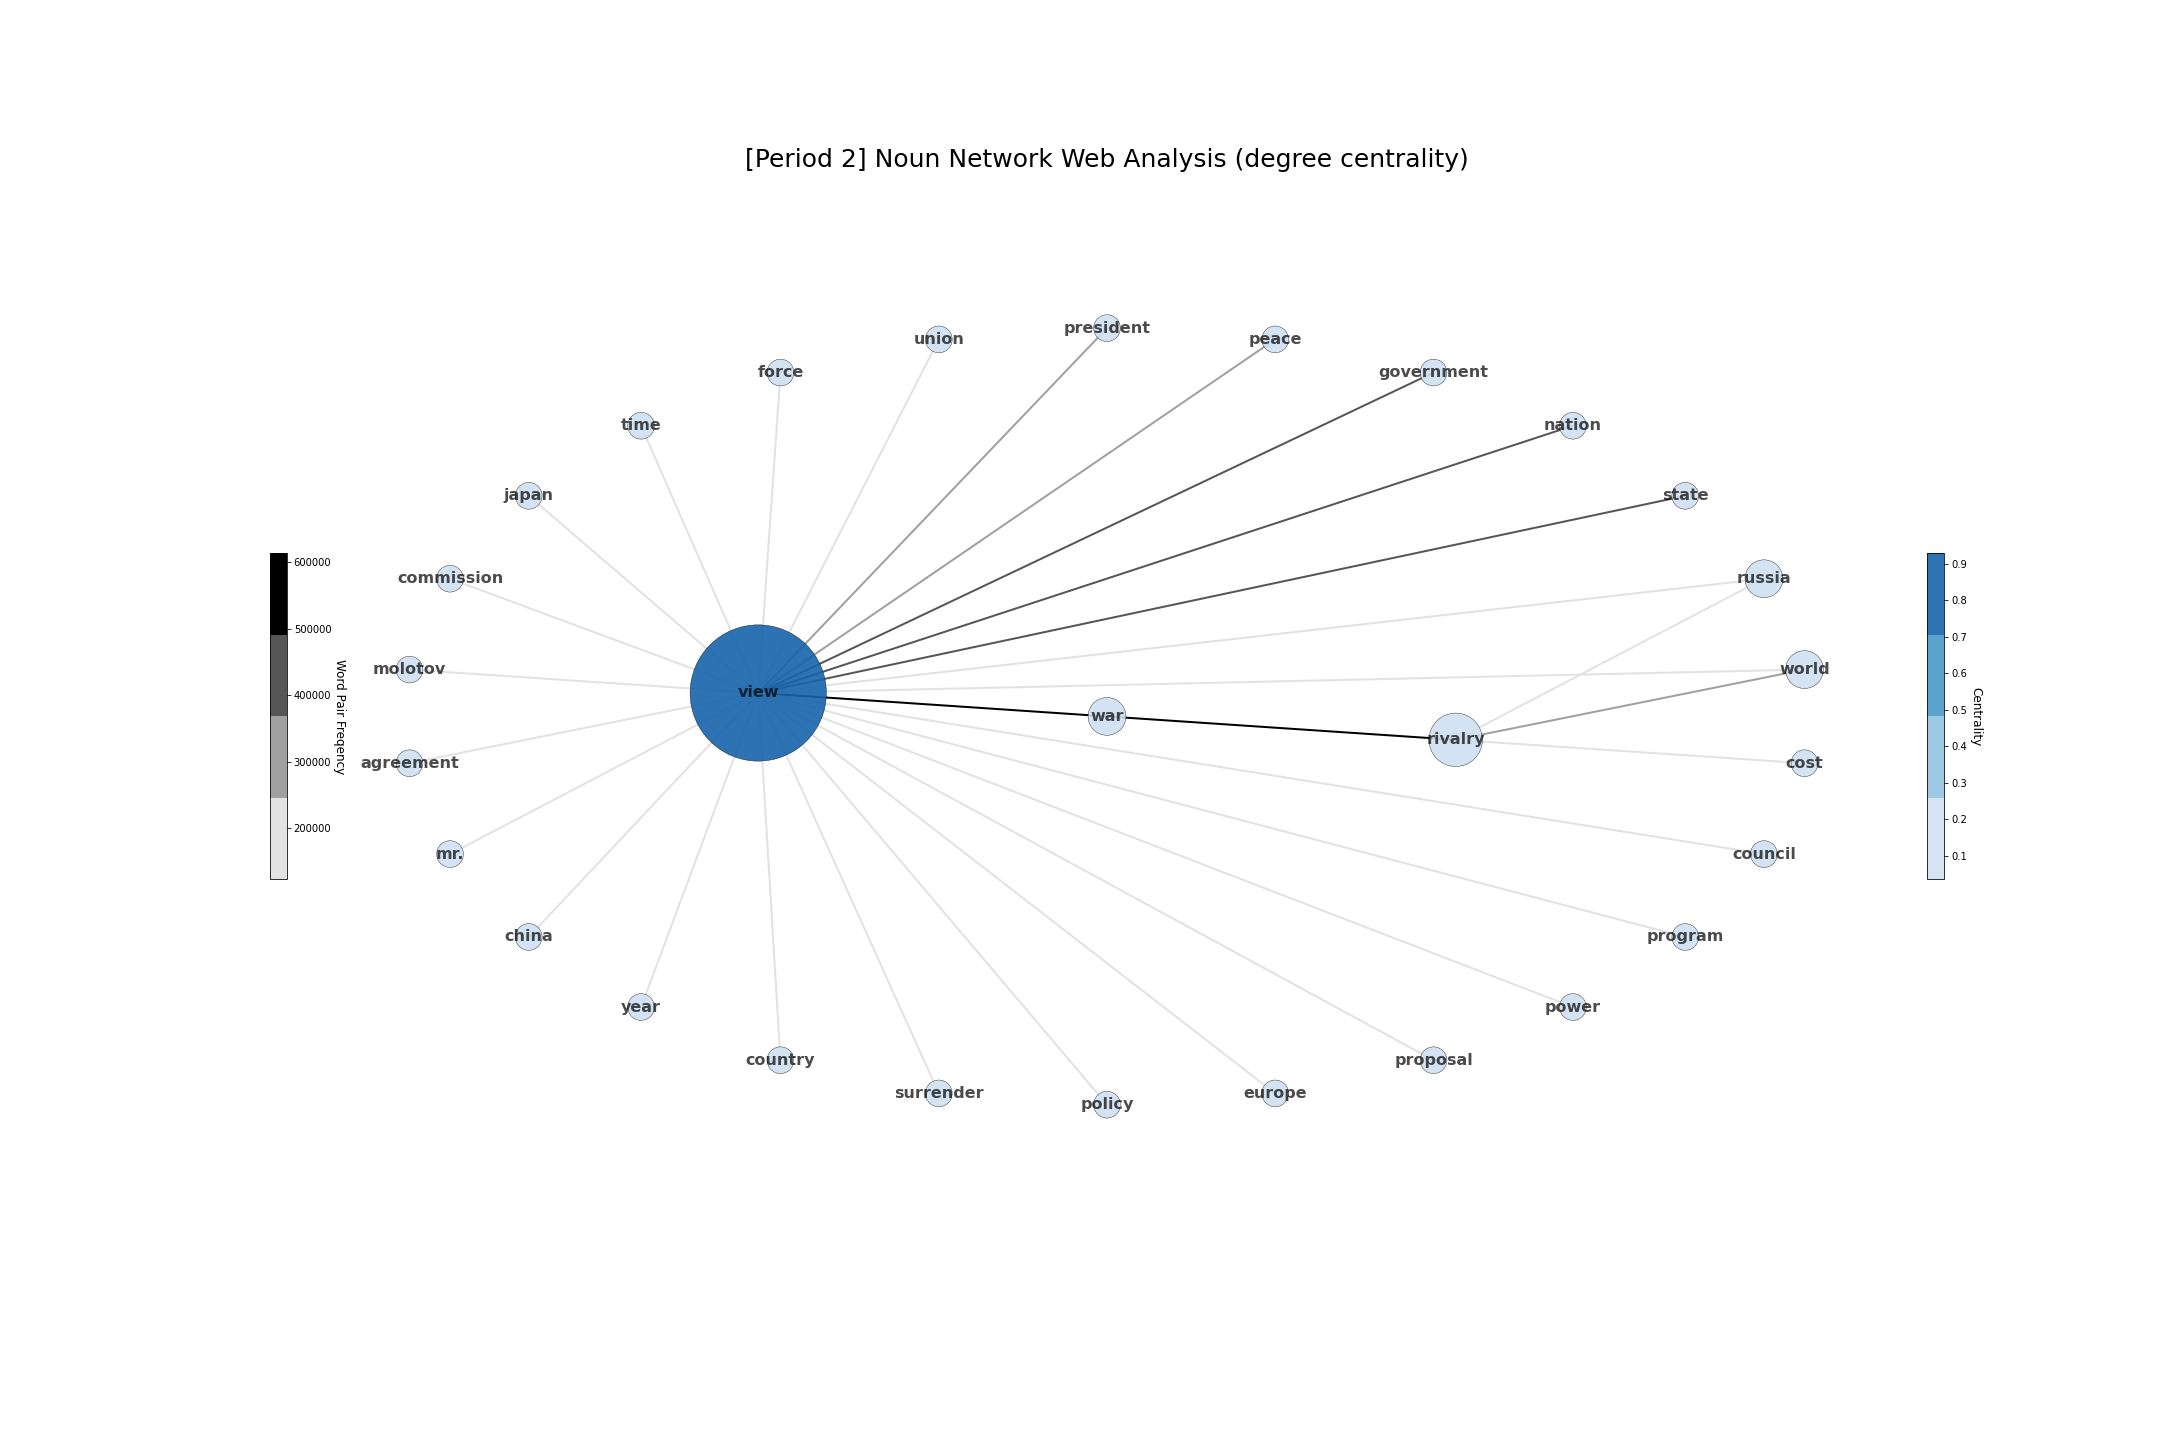 [Period 2] Noun Network Web Analysis (degree centrality)
president
union
peace
force
government
time
nation
japan
state
commission
russia
molotov
world
view
war
rivalry
agreement
cost
mr.
council
china
program
year
power
country
proposal
surrender
europe
policy
600000
500000
400000
300000
200000
Word Pair Freqency
0.9
0.8
0.7
0.6
0.5
0.4
0.3
0.2
0.1
Centrality